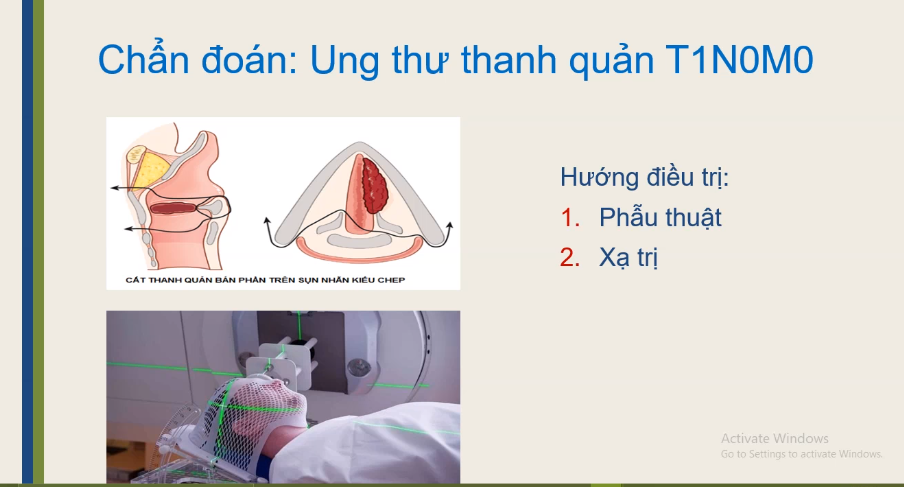 Chẩn đoán: Ung thư thanh quản T1N0M0
CẮT THANH QUẢN BÁN PHẦN TRÊN SỤN NHẪN KIỂU CHEP
Hướng điều trị:
1. Phẫu thuật
2. Xạ trị
Activate Windows
Go to Settings to activate Windows.